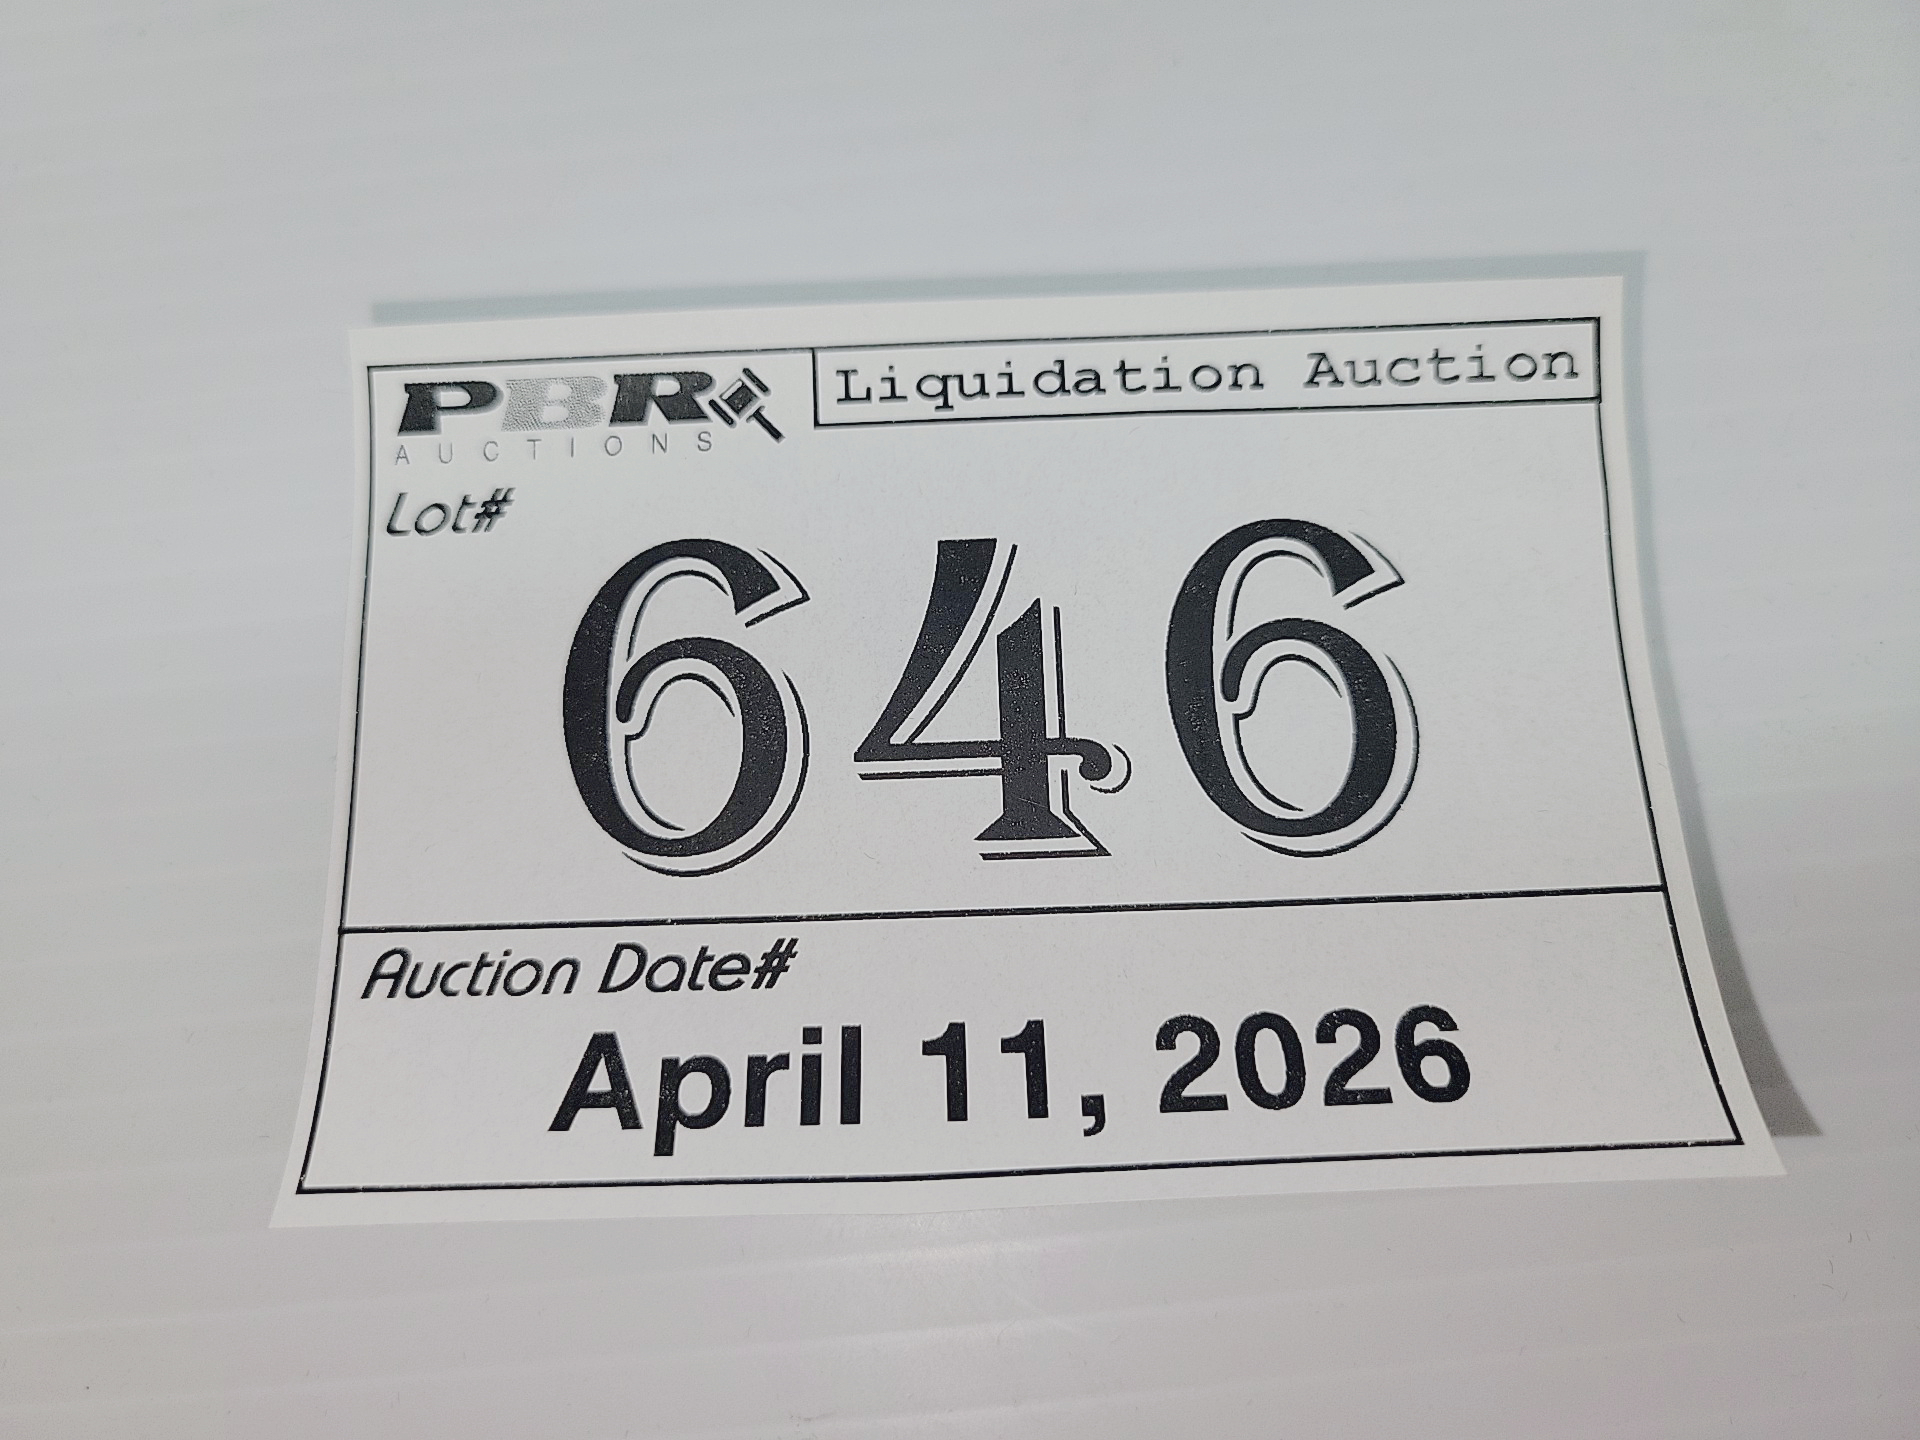 PBR
AUCTIONS
Liquidation Auction
Lot#
646
Auction Date#
April 11, 2026